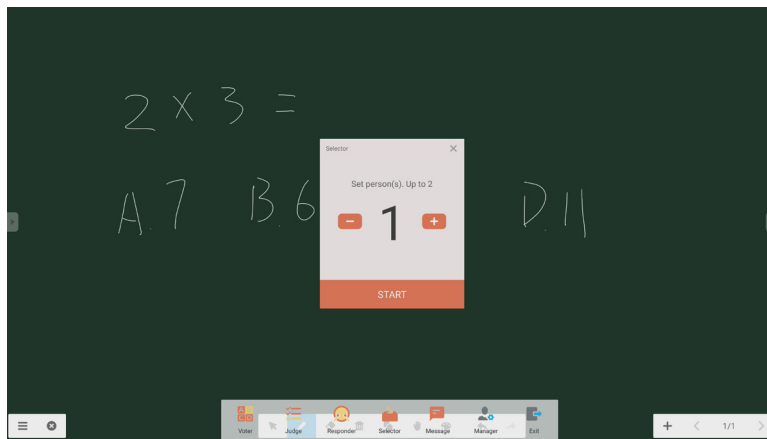 2 × 3 =
Selector
Set person(s). Up to 2
1
START
A.7 B.6 D.11
Voter Judge Responder Selector Message Manager Exit
1/1